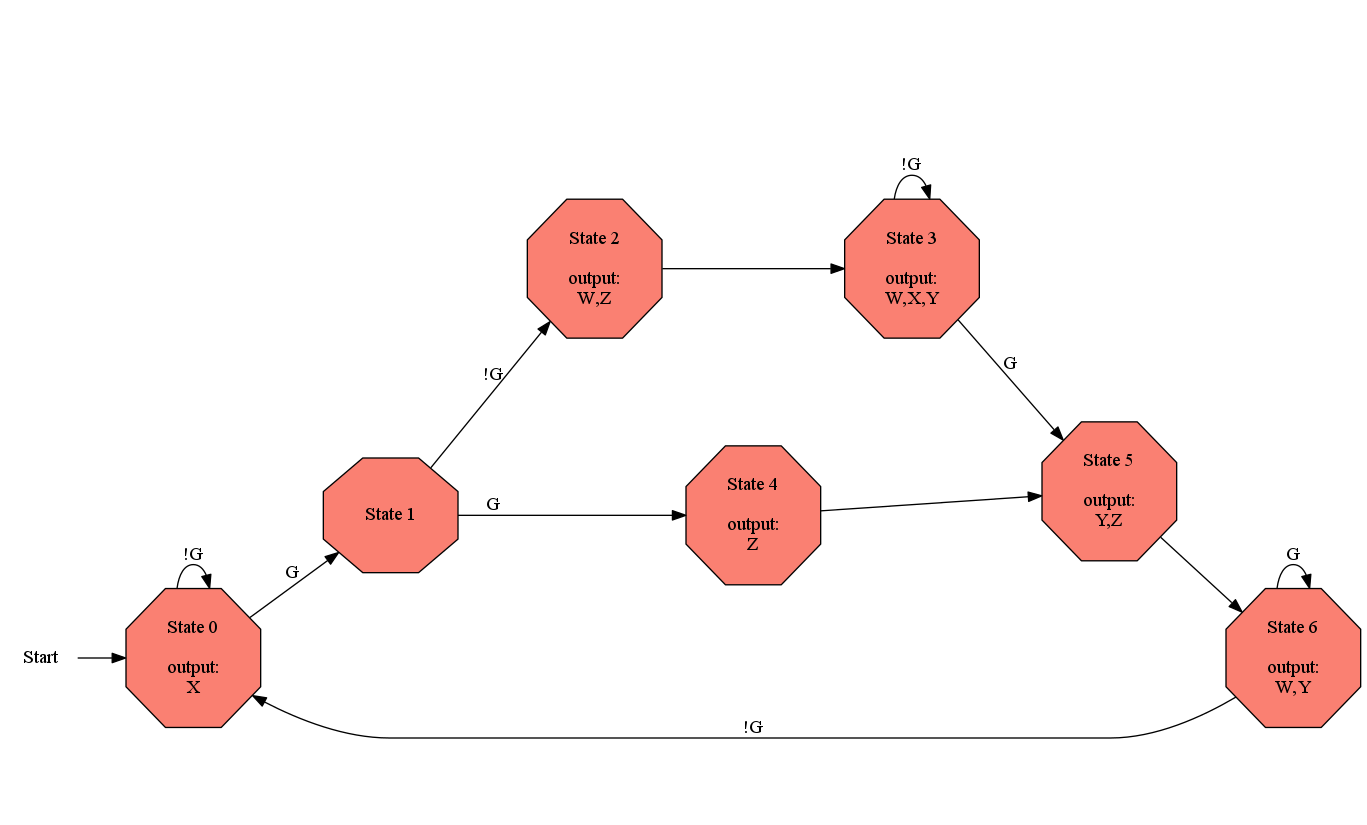 !G
State 2
output:
W,Z
State 3
output:
W,X,Y
!G
G
State 1
G
State 4
output:
Z
State 5
output:
Y,Z
!G
G
G
Start
State 0
output:
X
State 6
output:
W,Y
!G